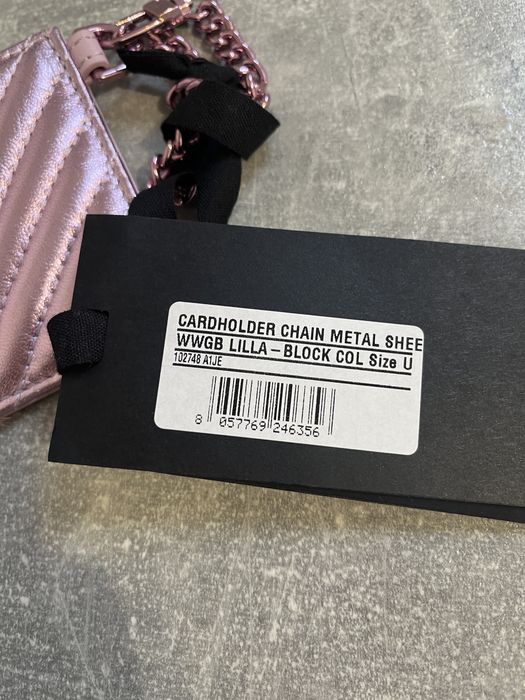 CARDHOLDER CHAIN METAL SHEE
WWGB LILLA-BLOCK COL Size U
102748 A1JE
8 057769 246356